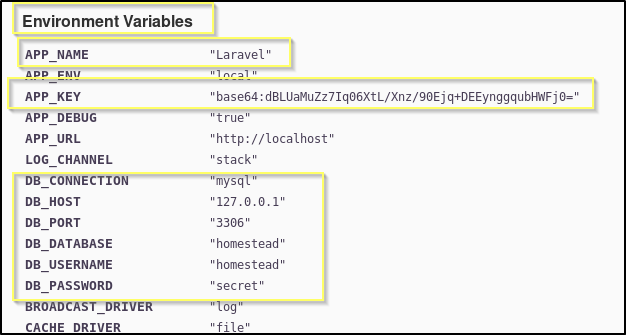 Environment Variables
APP_NAME "Laravel"
APP_ENV "local"
APP_KEY "base64:dBLUaMuZz7Iq06XtL/Xnz/90Ejq+DEEynggqubHWFj0="
APP_DEBUG "true"
APP_URL "http://localhost"
LOG_CHANNEL "stack"
DB_CONNECTION "mysql"
DB_HOST "127.0.0.1"
DB_PORT "3306"
DB_DATABASE "homestead"
DB_USERNAME "homestead"
DB_PASSWORD "secret"
BROADCAST_DRIVER "log"
CACHE_DRIVER "file"